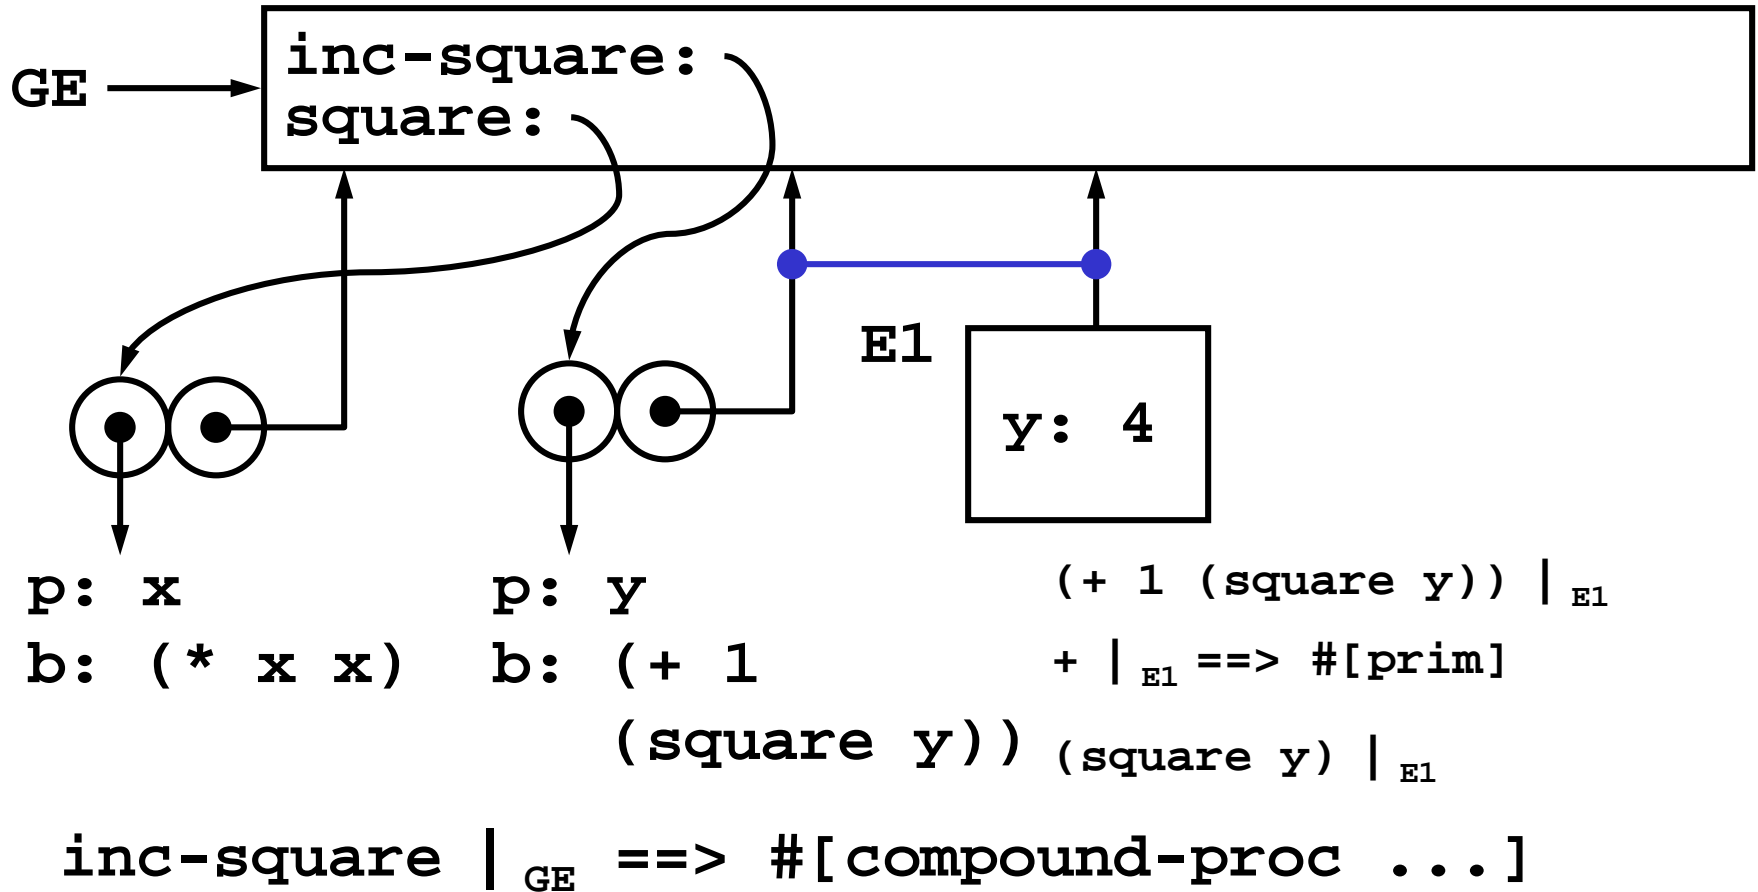 GE
inc-square:
square:
E1
y: 4
p: x
b: (* x x)
p: y
b: (+ 1
(square y))
(+ 1 (square y)) | E1
+ | E1 ==> #[prim]
(square y) | E1
inc-square | GE ==> #[compound-proc ...]